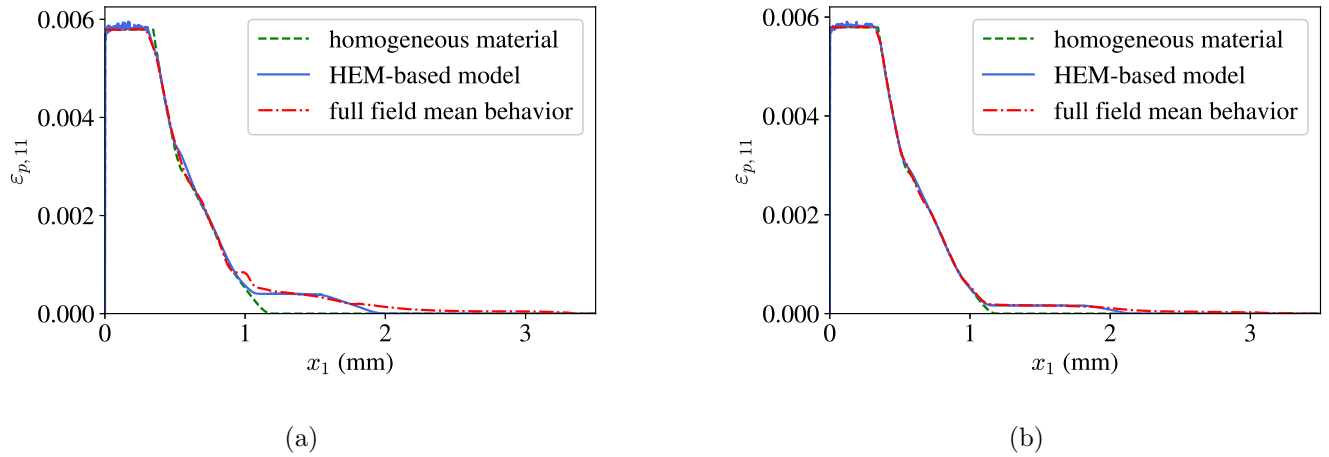 0.006
0.004
0.002
0.000
ε_{p, 11}
0 1 2 3
x₁ (mm)
homogeneous material
HEM-based model
full field mean behavior
(a)
0.006
0.004
0.002
0.000
ε_{p, 11}
0 1 2 3
x₁ (mm)
homogeneous material
HEM-based model
full field mean behavior
(b)